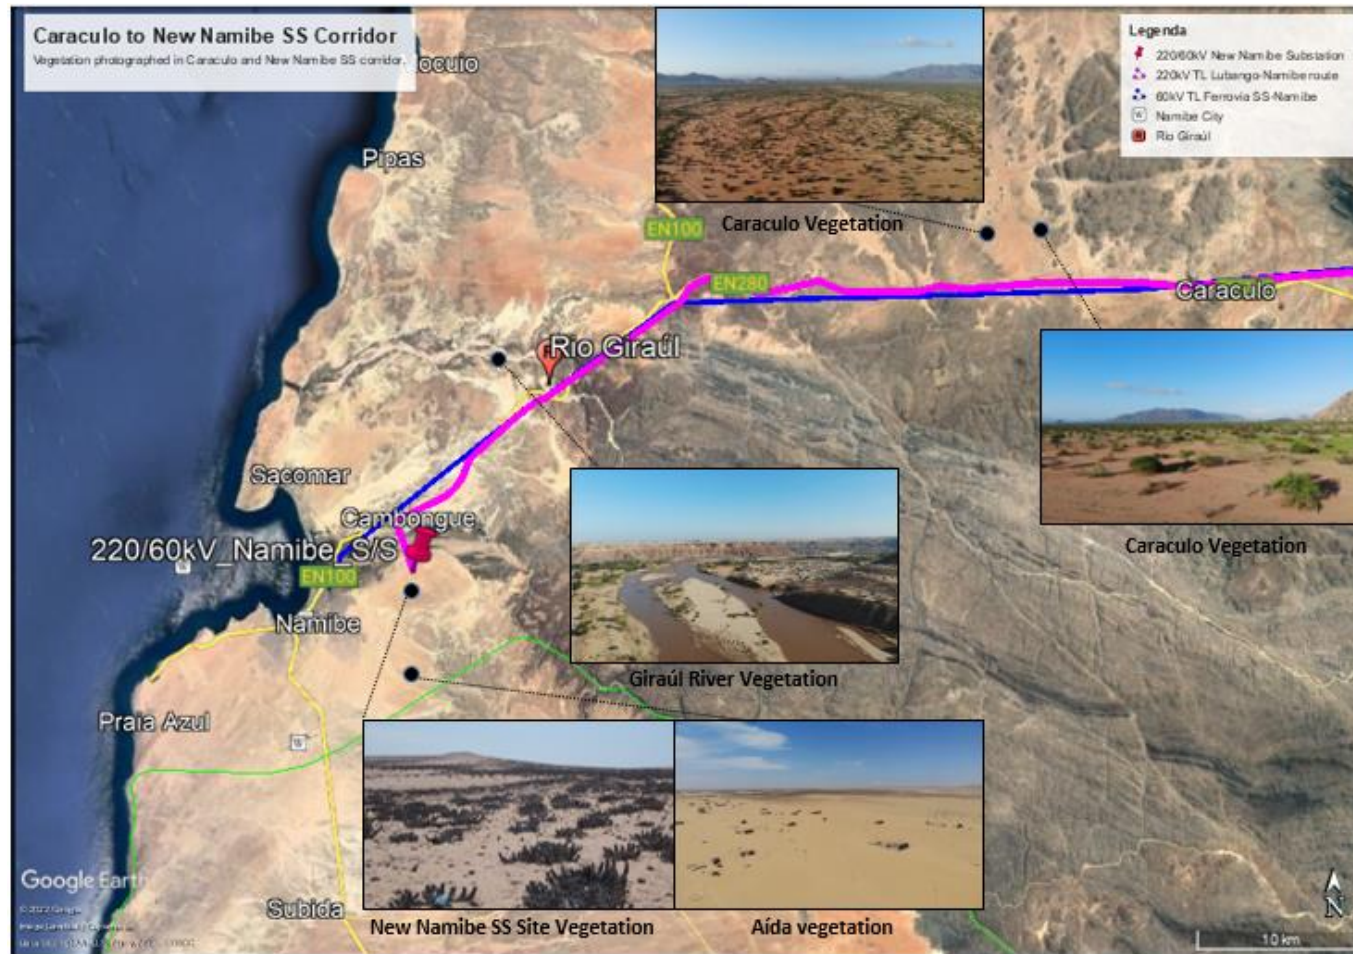 Caraculo to New Namibe SS Corridor
Vegetation photographed in Caraculo and New Namibe SS corridor.
ocuio
Legenda
220/60kV New Namibe Substation
220kV TL Lubango-Namibe route
60kV TL Ferrovia SS-Namibe
Namibe City
Rio Giraúl
Pipas
Caraculo Vegetation
EN100
EN280
Caraculo
Rio Giraúl
Sacomar
Cambongue
220/60kV_Namibe_S/S
EN100
Caraculo Vegetation
Namibe
Giraúl River Vegetation
Praia Azul
Google Earth
Subida
New Namibe SS Site Vegetation
Aída vegetation
N
10 km